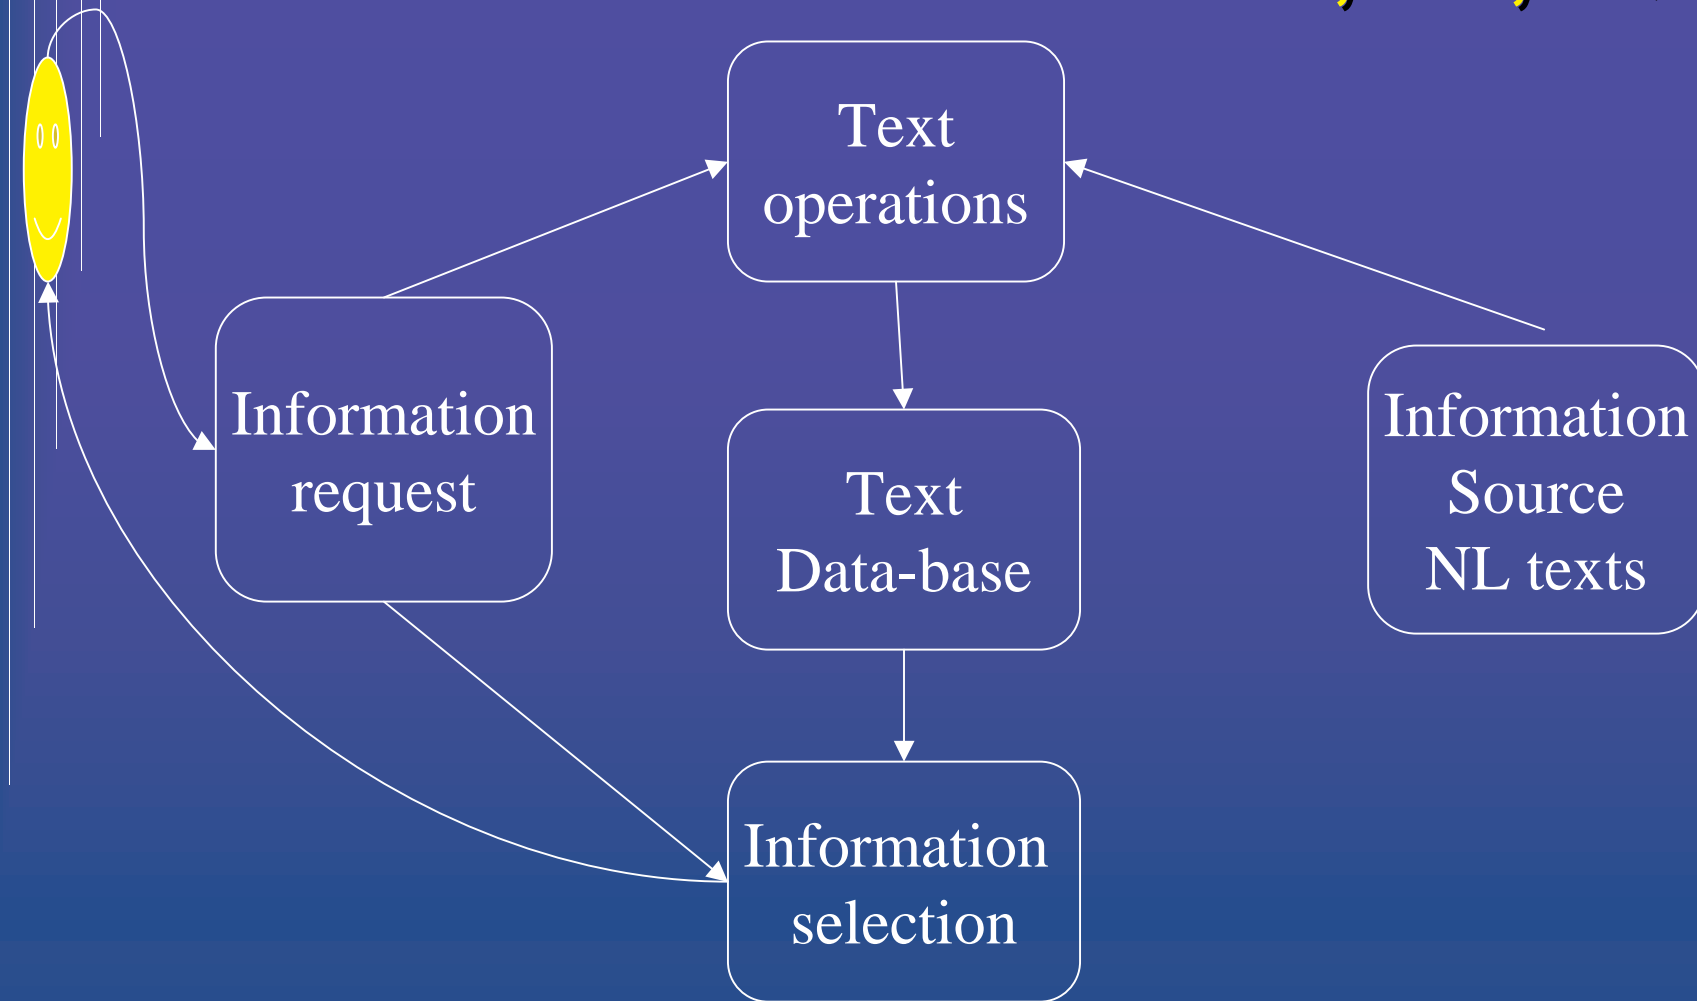 Text
operations
Information
request
Text
Data-base
Information
Source
NL texts
Information
selection